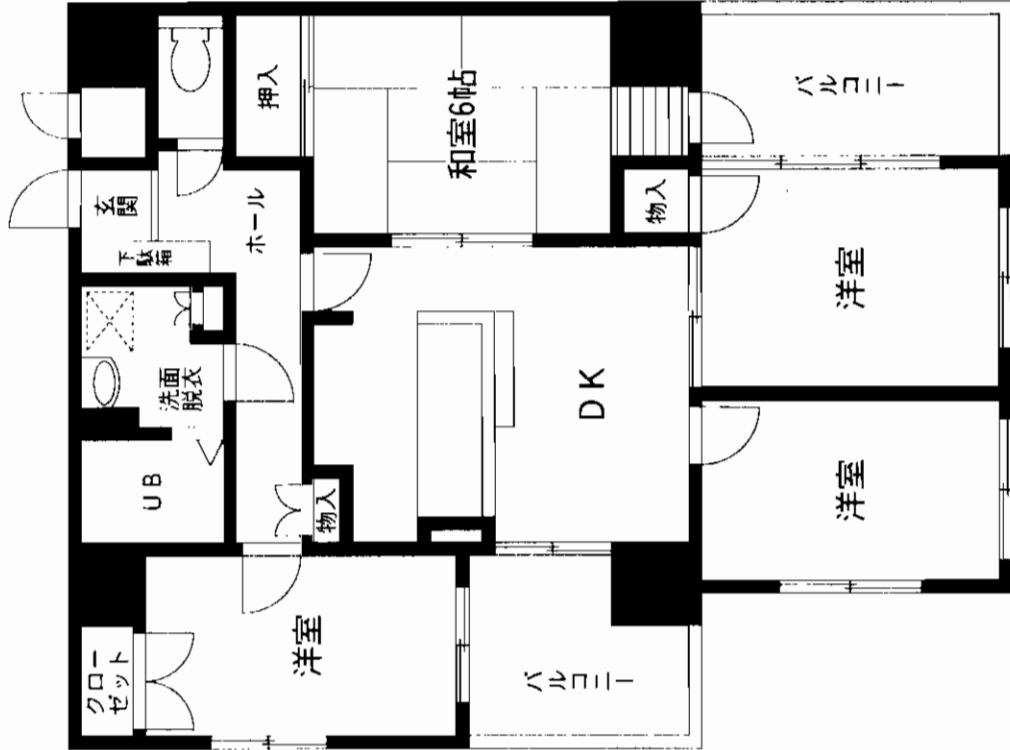 押入
和室6帖
バルコニー
玄関
下駄箱
ホール
物入
洋室
洗面
脱衣
UB
DK
物入
洋室
クロー
ゼット
洋室
バルコニー